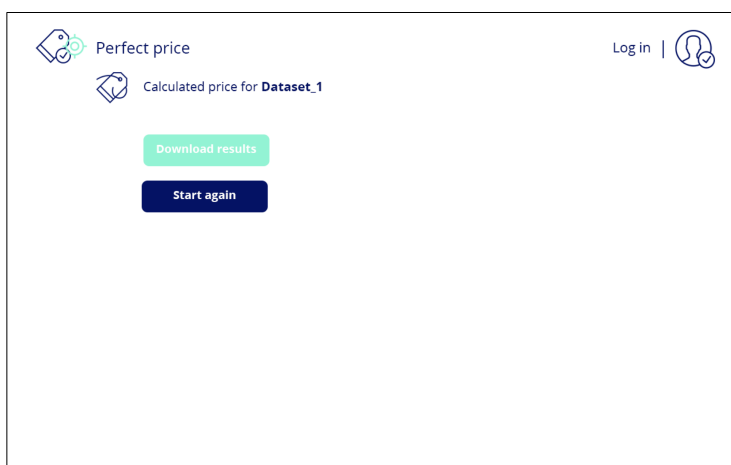 Perfect price
Log in |
Calculated price for Dataset_1
Download results
Start again